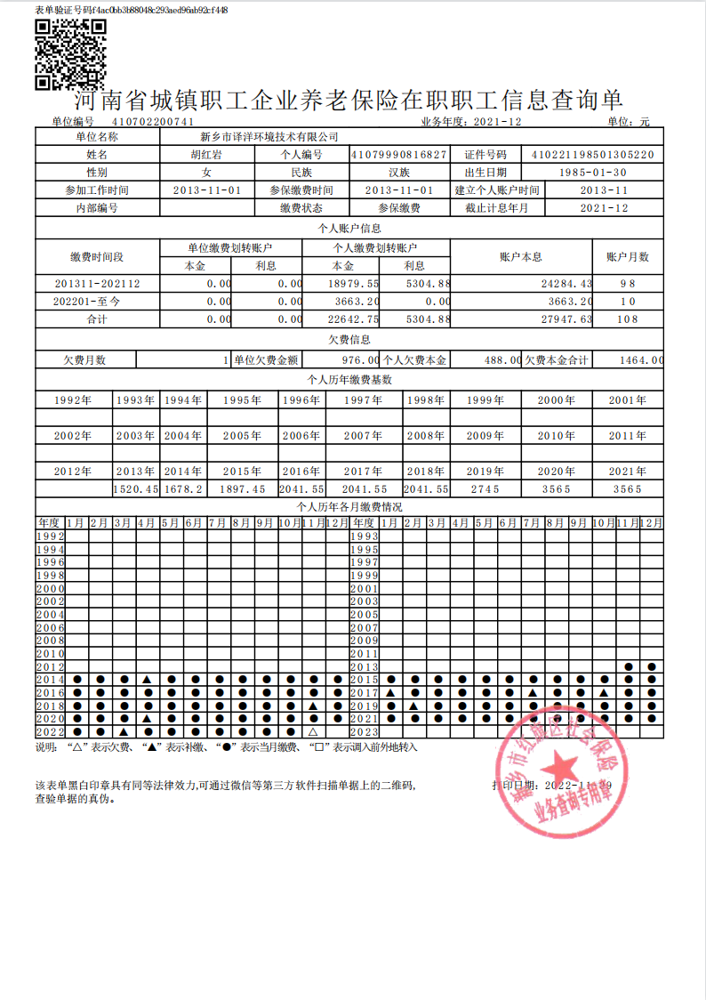 表单验证号码f4ac0bb3b88048c293aed96ab92cf448
河南省城镇职工企业养老保险在职职工信息查询单
单位编号 410702200741 业务年度：2021-12 单位：元
单位名称 新乡市译洋环境技术有限公司
姓名 胡红岩 个人编号 41079990816827 证件号码 410221198501305220
性别 女 民族 汉族 出生日期 1985-01-30
参加工作时间 2013-11-01 参保缴费时间 2013-11-01 建立个人账户时间 2013-11
内部编号 缴费状态 参保缴费 截止计息年月 2021-12
个人账户信息
缴费时间段 单位缴费划转账户 个人缴费划转账户 账户本息 账户月数
本金 利息 本金 利息
201311-202112 0.00 0.00 18979.55 5304.88 24284.43 98
202201-至今 0.00 0.00 3663.20 0.00 3663.20 10
合计 0.00 0.00 22642.75 5304.88 27947.63 108
欠费信息
欠费月数 1 单位欠费金额 976.00 个人欠费本金 488.00 欠费本金合计 1464.00
个人历年缴费基数
1992年 1993年 1994年 1995年 1996年 1997年 1998年 1999年 2000年 2001年
2002年 2003年 2004年 2005年 2006年 2007年 2008年 2009年 2010年 2011年
2012年 2013年 2014年 2015年 2016年 2017年 2018年 2019年 2020年 2021年
1520.45 1678.2 1897.45 2041.55 2041.55 2041.55 2745 3565 3565
个人历年各月缴费情况
年度 1月 2月 3月 4月 5月 6月 7月 8月 9月 10月 11月 12月 年度 1月 2月 3月 4月 5月 6月 7月 8月 9月 10月 11月 12月
1992 1993
1994 1995
1996 1997
1998 1999
2000 2001
2002 2003
2004 2005
2006 2007
2008 2009
2010 2011
2012 2013 ● ●
2014 ● ● ● ▲ ● ● ● ● ● ● ● ● 2015 ● ● ● ● ● ● ● ● ● ● ● ●
2016 ● ● ● ● ● ● ● ● ● ● ● ● 2017 ▲ ● ● ● ● ● ▲ ● ● ▲ ● ●
2018 ● ● ● ● ● ● ● ● ● ● ▲ ● 2019 ● ▲ ● ● ● ● ● ● ● ● ● ●
2020 ● ● ● ▲ ● ● ● ● ● ● ● ● 2021 ● ● ● ● ● ● ● ● ● ● ● ●
2022 ● ● ▲ ● ● ● ● ● ● ● △ 2023
说明：“△”表示欠费、“▲”表示补缴、“●”表示当月缴费、“□”表示调入前外地转入
该表单黑白印章具有同等法律效力,可通过微信等第三方软件扫描单据上的二维码,
查验单据的真伪。
打印日期：2022-11-30
新乡市红旗区社会保险
业务查询专用章